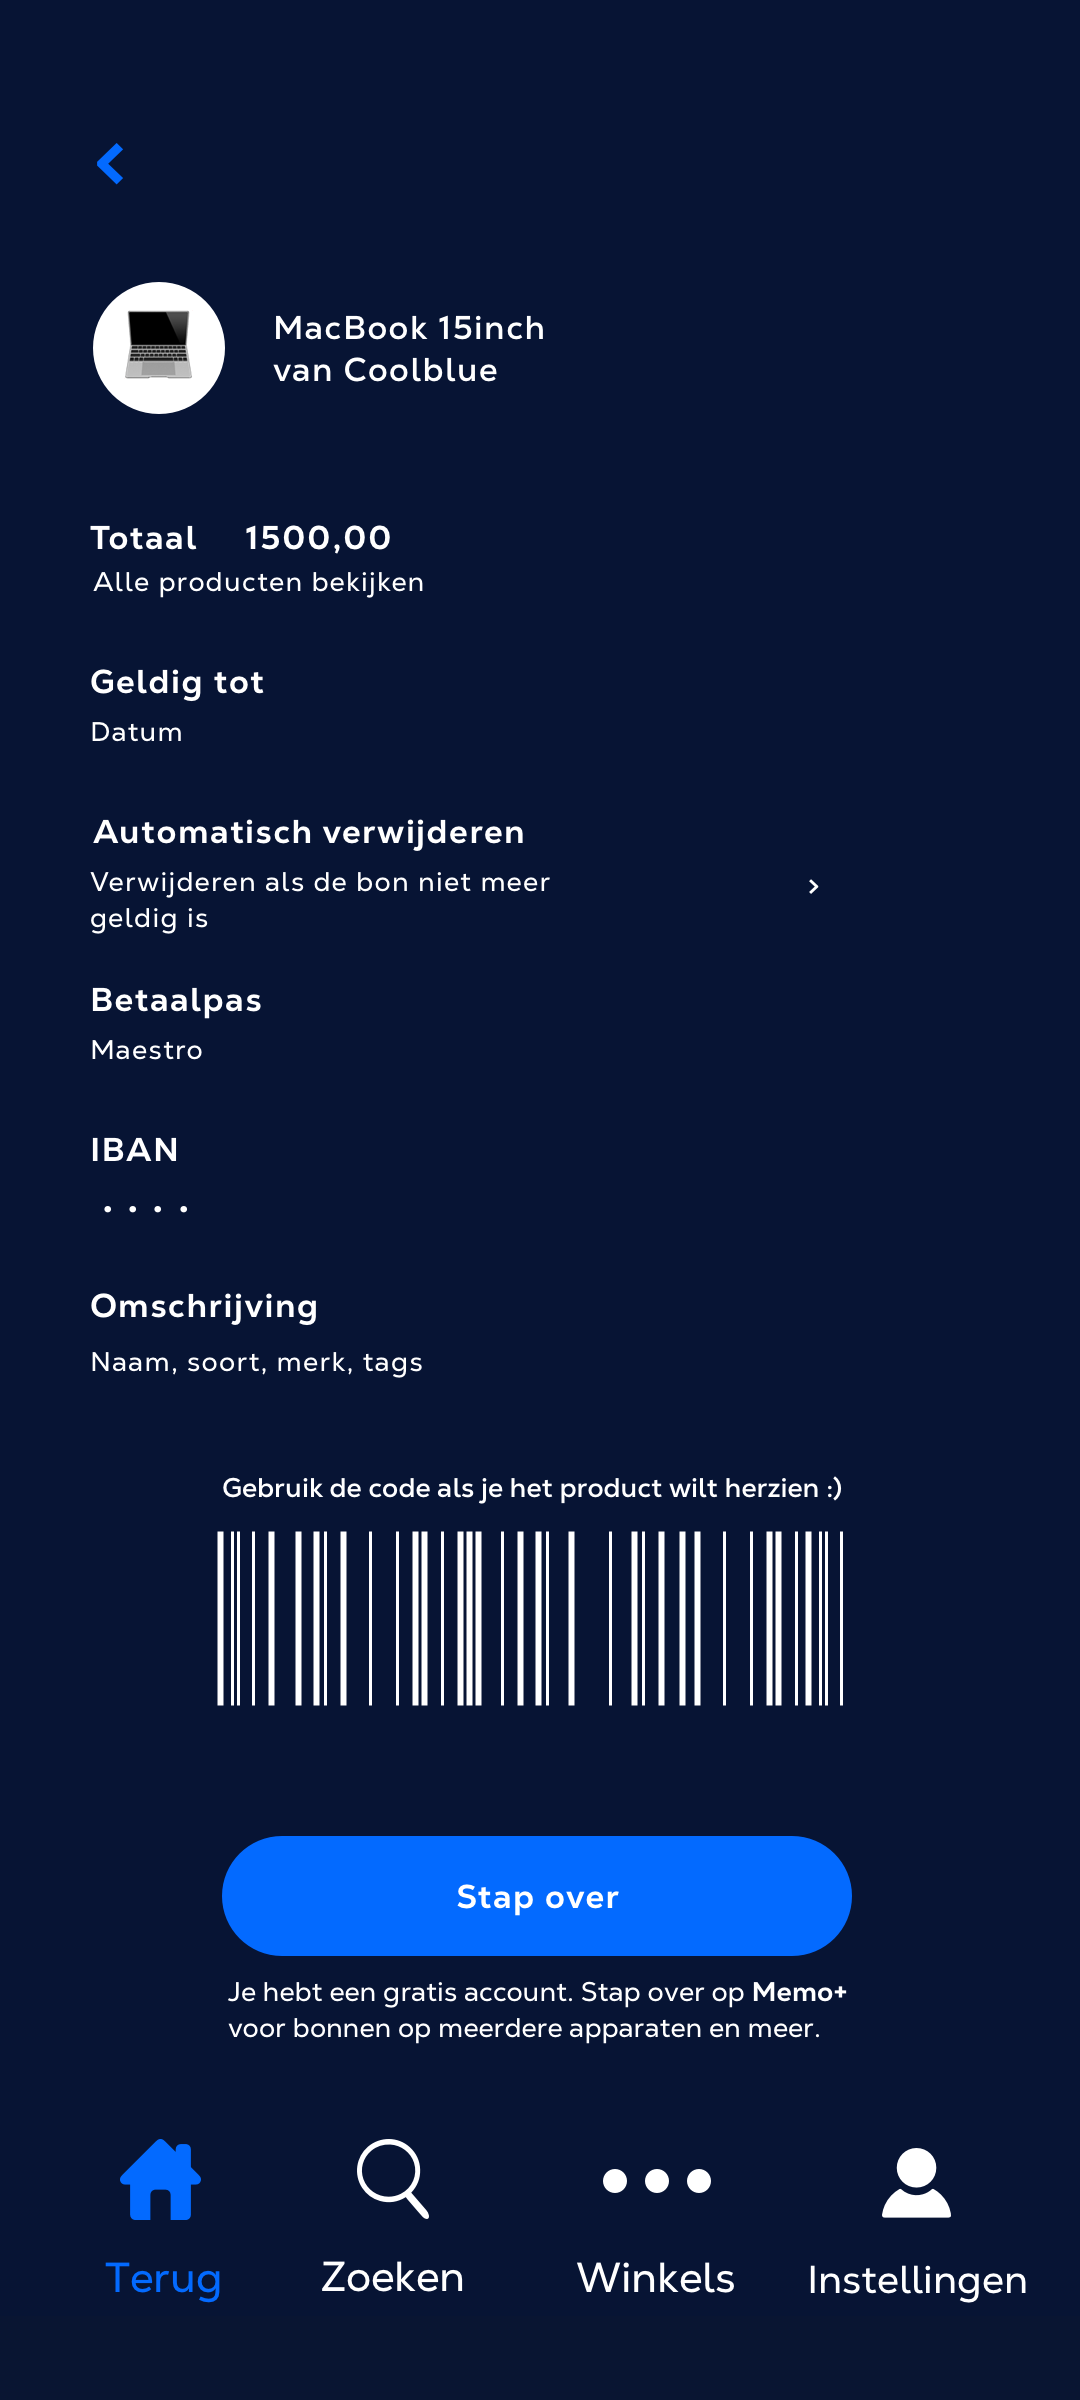 MacBook 15inch
van Coolblue
Totaal 1500,00
Alle producten bekijken
Geldig tot
Datum
Automatisch verwijderen
Verwijderen als de bon niet meer
geldig is
Betaalpas
Maestro
IBAN
• • • •
Omschrijving
Naam, soort, merk, tags
Gebruik de code als je het product wilt herzien :)
Stap over
Je hebt een gratis account. Stap over op Memo+
voor bonnen op meerdere apparaten en meer.
Terug Zoeken Winkels Instellingen